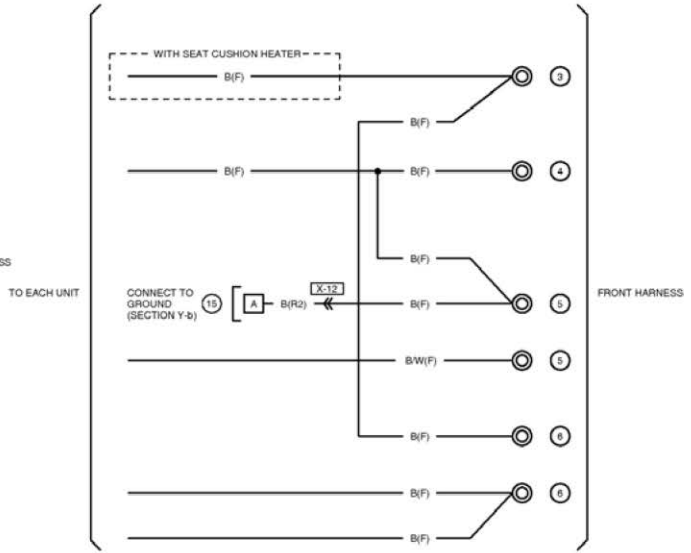 WITH SEAT CUSHION HEATER
B(F)
3
B(F)
B(F)
B(F)
4
SS
B(F)
TO EACH UNIT
CONNECT TO
GROUND
(SECTION Y-b)
15
A
B(R2)
X-12
B(F)
5
FRONT HARNESS
B/W(F)
5
B(F)
6
B(F)
6
B(F)